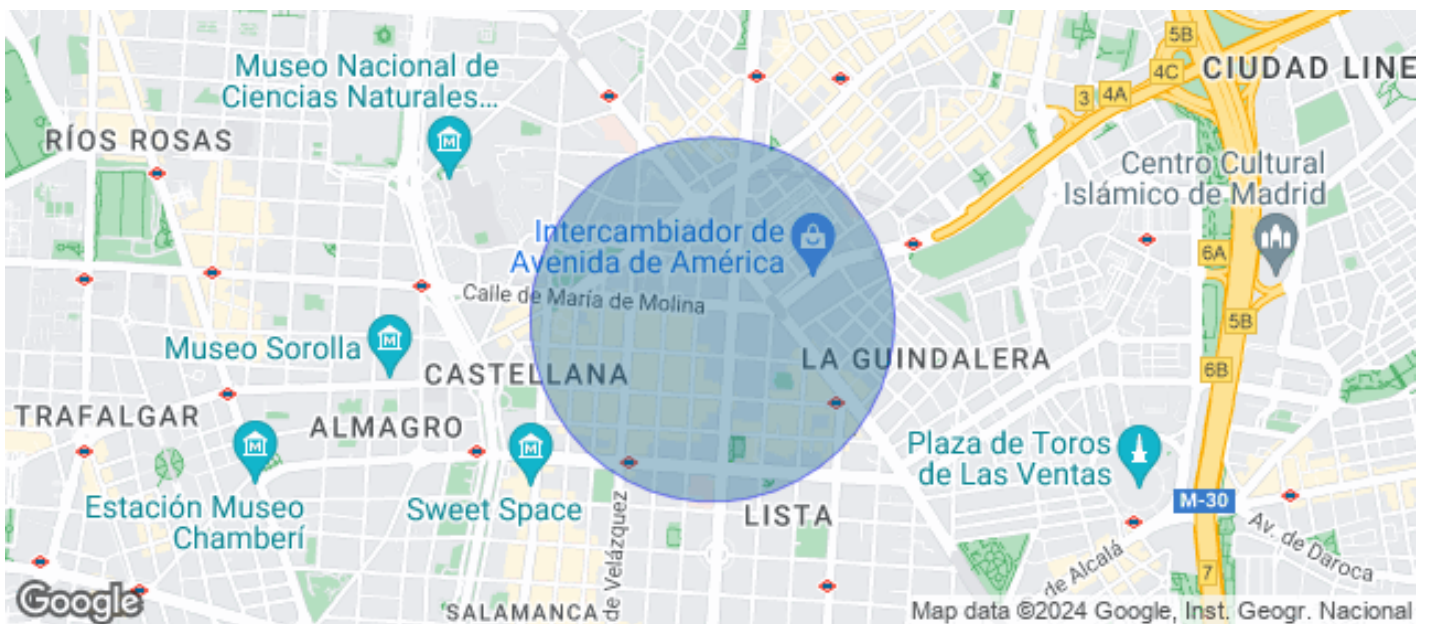 5B
4C
CIUDAD LINE
3
4A
Museo Nacional de
Ciencias Naturales...
RÍOS ROSAS
Centro Cultural
Islámico de Madrid
Intercambiador de
Avenida de América
6A
Calle de María de Molina
5B
Museo Sorolla
CASTELLANA
LA GUINDALERA
6B
TRAFALGAR
ALMAGRO
Plaza de Toros
de Las Ventas
Estación Museo
Chamberí
Sweet Space
LISTA
M-30
Av. de Daroca
de Alcalá
7
de Velázquez
SALAMANCA
Google
Map data ©2024 Google, Inst. Geogr. Nacional